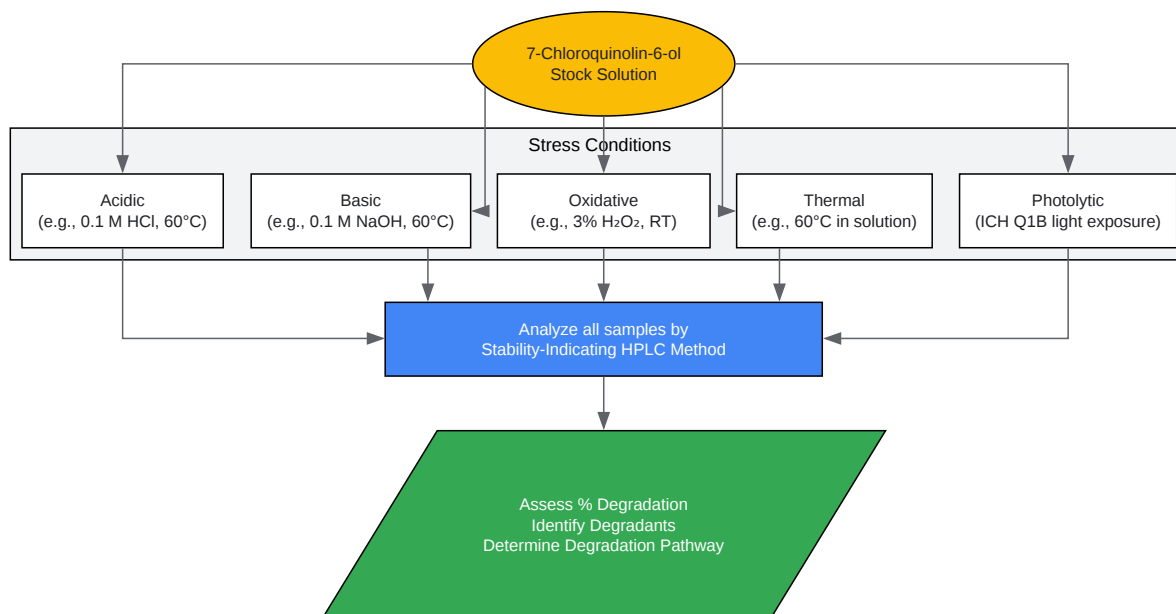 7-Chloroquinolin-6-ol
Stock Solution
Stress Conditions
Acidic
(e.g., 0.1 M HCl, 60°C)
Basic
(e.g., 0.1 M NaOH, 60°C)
Oxidative
(e.g., 3% H₂O₂, RT)
Thermal
(e.g., 60°C in solution)
Photolytic
(ICH Q1B light exposure)
Analyze all samples by
Stability-Indicating HPLC Method
Assess % Degradation
Identify Degradants
Determine Degradation Pathway